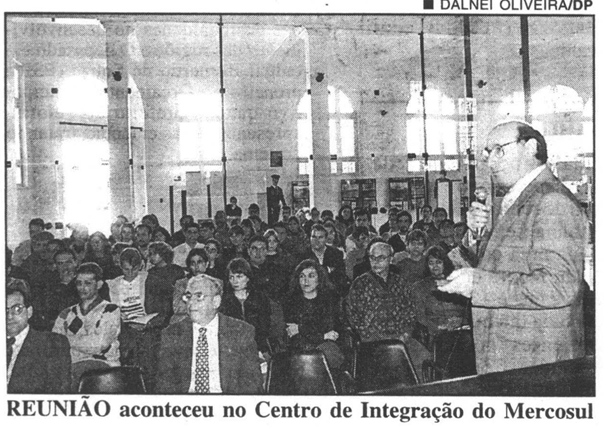 ■ DALNEI OLIVEIRA/DP
REUNIÃO aconteceu no Centro de Integração do Mercosul